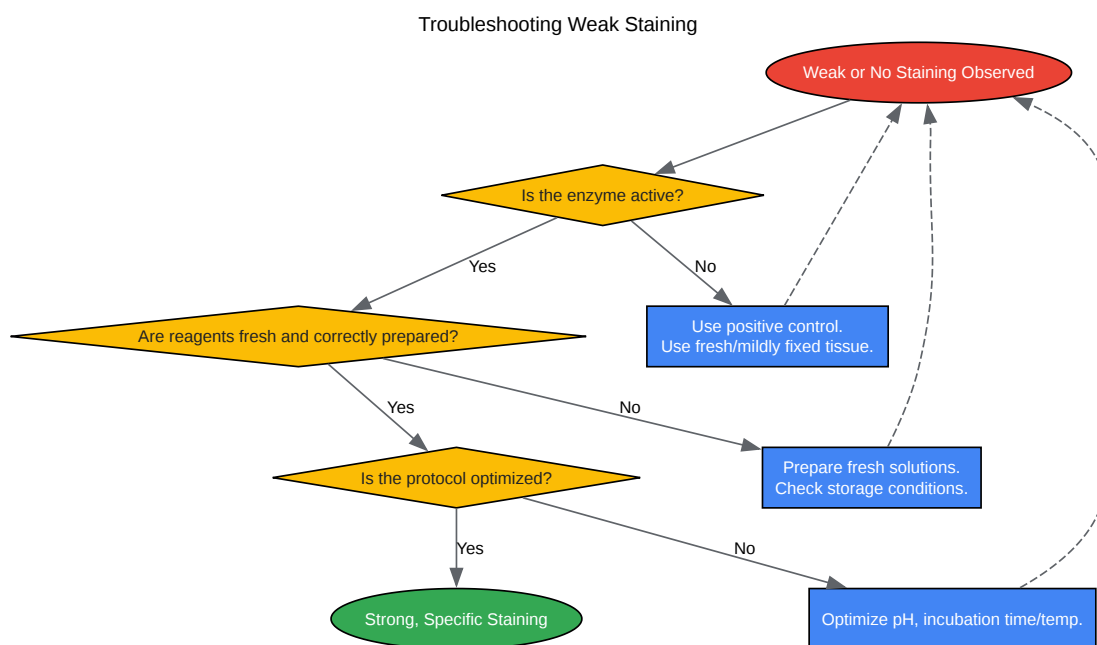 Troubleshooting Weak Staining
Weak or No Staining Observed
Is the enzyme active?
Yes
No
Use positive control.
Use fresh/mildly fixed tissue.
Are reagents fresh and correctly prepared?
Yes
No
Prepare fresh solutions.
Check storage conditions.
Is the protocol optimized?
Yes
No
Strong, Specific Staining
Optimize pH, incubation time/temp.